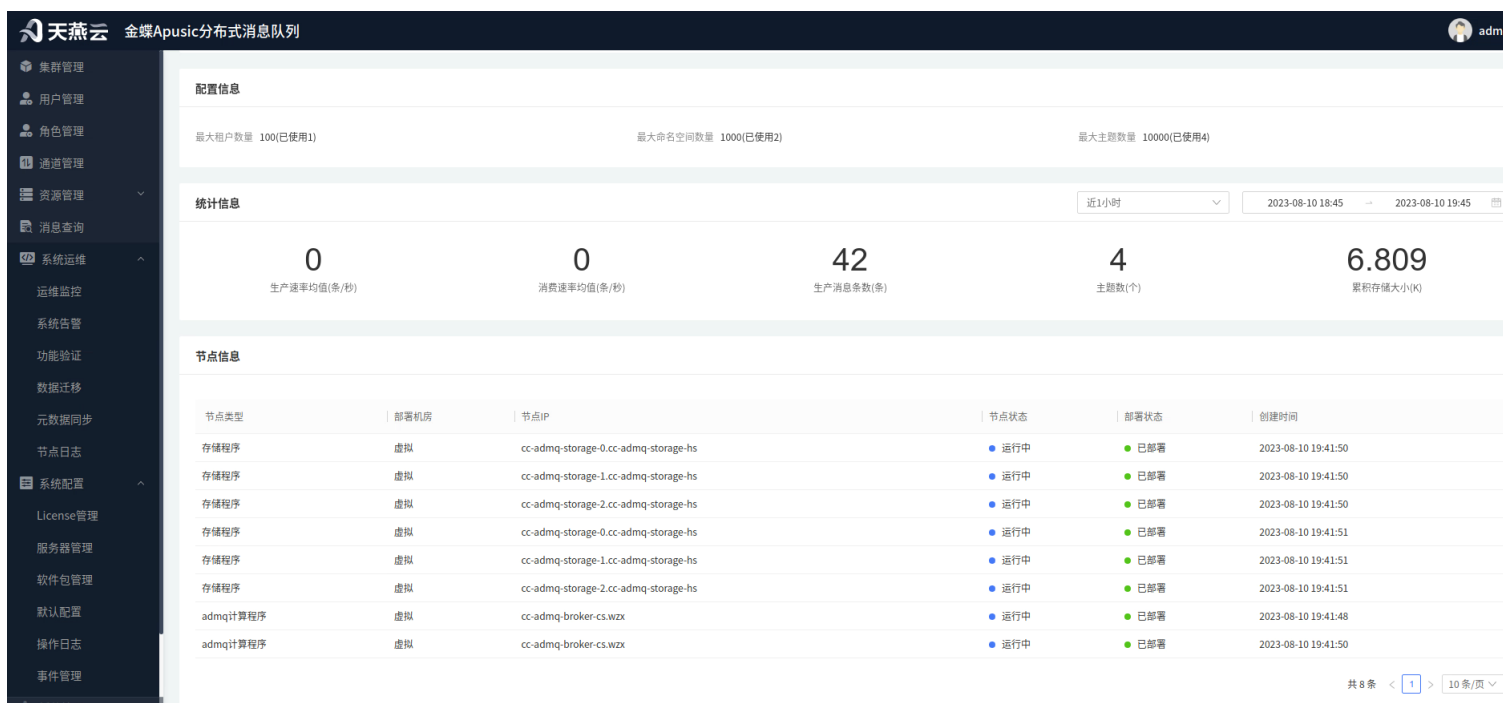 天燕云 金蝶Apusic分布式消息队列 adm
集群管理
用户管理
角色管理
通道管理
资源管理
消息查询
系统运维
运维监控
系统告警
功能验证
数据迁移
元数据同步
节点日志
系统配置
License管理
服务器管理
软件包管理
默认配置
操作日志
事件管理
配置信息
最大租户数量 100(已使用1) 最大命名空间数量 1000(已使用2) 最大主题数量 10000(已使用4)
统计信息 近1小时 2023-08-10 18:45 → 2023-08-10 19:45
0 0 42 4 6.809
生产速率均值(条/秒) 消费速率均值(条/秒) 生产消息条数(条) 主题数(个) 累积存储大小(K)
节点信息
节点类型 部署机房 节点IP 节点状态 部署状态 创建时间
存储程序 虚拟 cc-admq-storage-0.cc-admq-storage-hs 运行中 已部署 2023-08-10 19:41:50
存储程序 虚拟 cc-admq-storage-1.cc-admq-storage-hs 运行中 已部署 2023-08-10 19:41:50
存储程序 虚拟 cc-admq-storage-2.cc-admq-storage-hs 运行中 已部署 2023-08-10 19:41:50
存储程序 虚拟 cc-admq-storage-0.cc-admq-storage-hs 运行中 已部署 2023-08-10 19:41:51
存储程序 虚拟 cc-admq-storage-1.cc-admq-storage-hs 运行中 已部署 2023-08-10 19:41:51
存储程序 虚拟 cc-admq-storage-2.cc-admq-storage-hs 运行中 已部署 2023-08-10 19:41:51
admq计算程序 虚拟 cc-admq-broker-cs.wzx 运行中 已部署 2023-08-10 19:41:48
admq计算程序 虚拟 cc-admq-broker-cs.wzx 运行中 已部署 2023-08-10 19:41:50
共 8 条 < 1 > 10 条/页